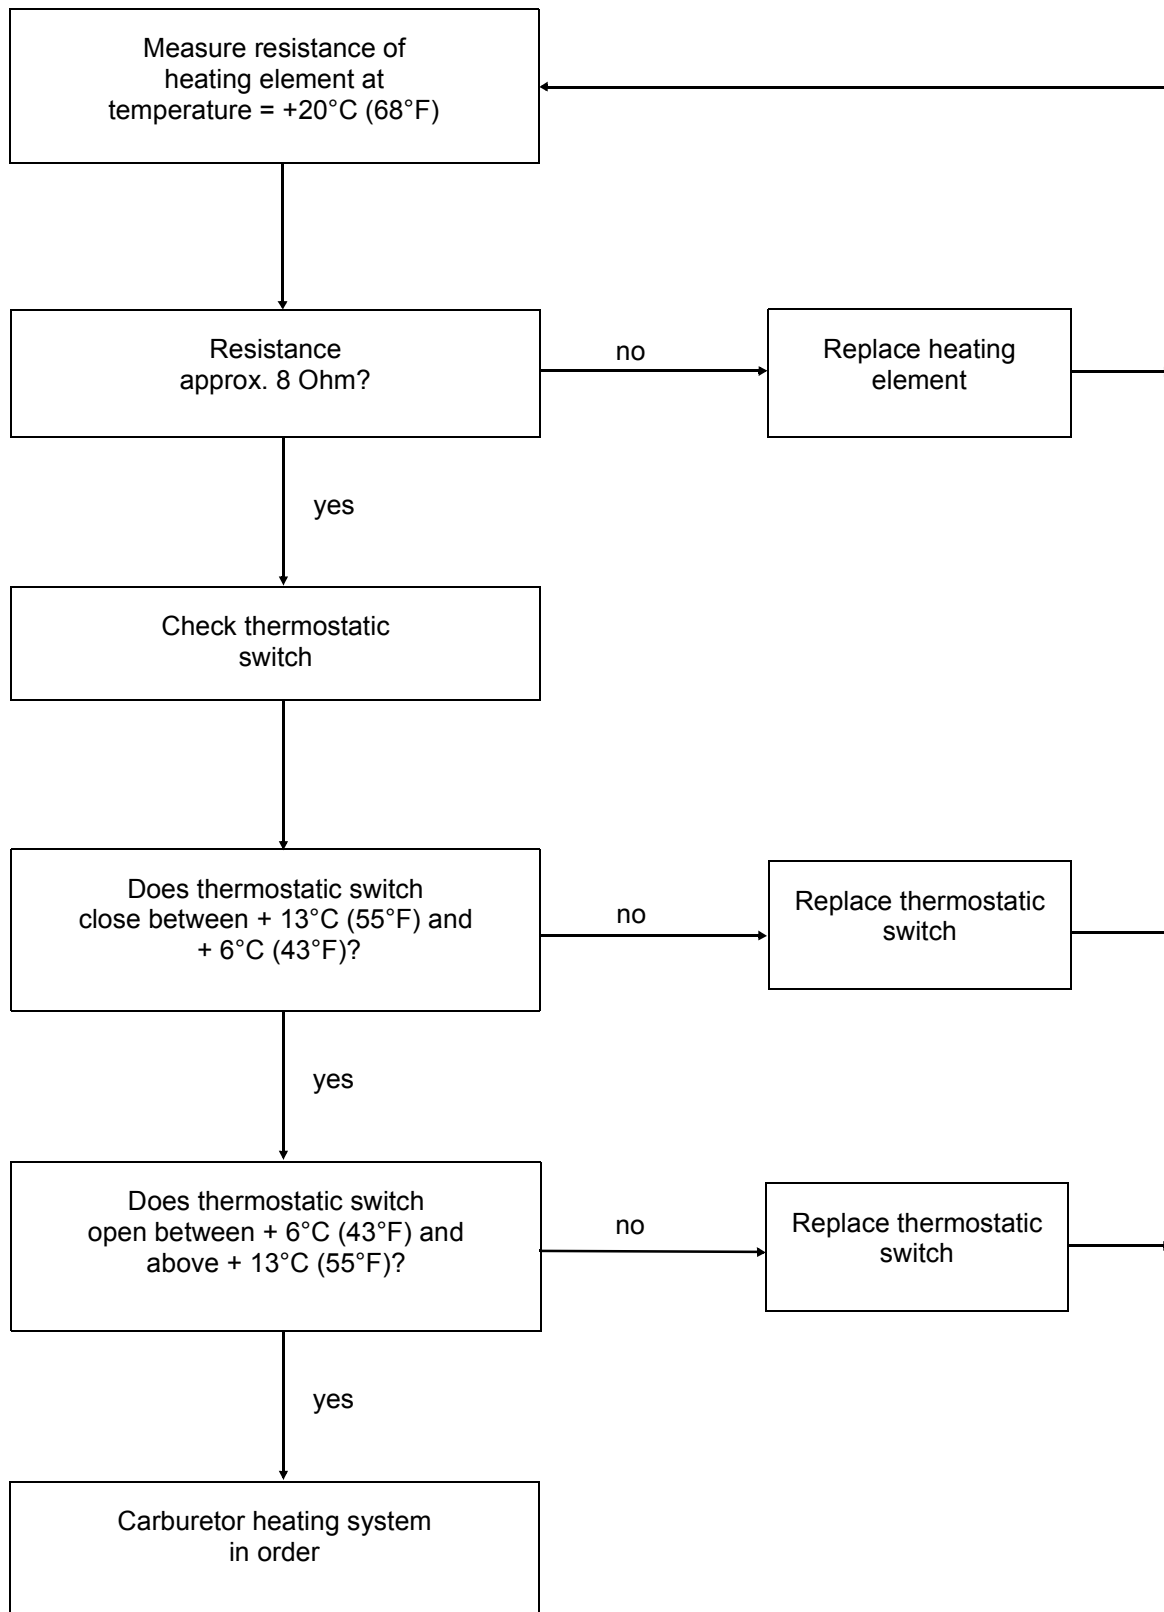 Measure resistance of
heating element at
temperature = +20°C (68°F)
Resistance
approx. 8 Ohm?
no
Replace heating
element
yes
Check thermostatic
switch
Does thermostatic switch
close between + 13°C (55°F) and
+ 6°C (43°F)?
no
Replace thermostatic
switch
yes
Does thermostatic switch
open between + 6°C (43°F) and
above + 13°C (55°F)?
no
Replace thermostatic
switch
yes
Carburetor heating system
in order